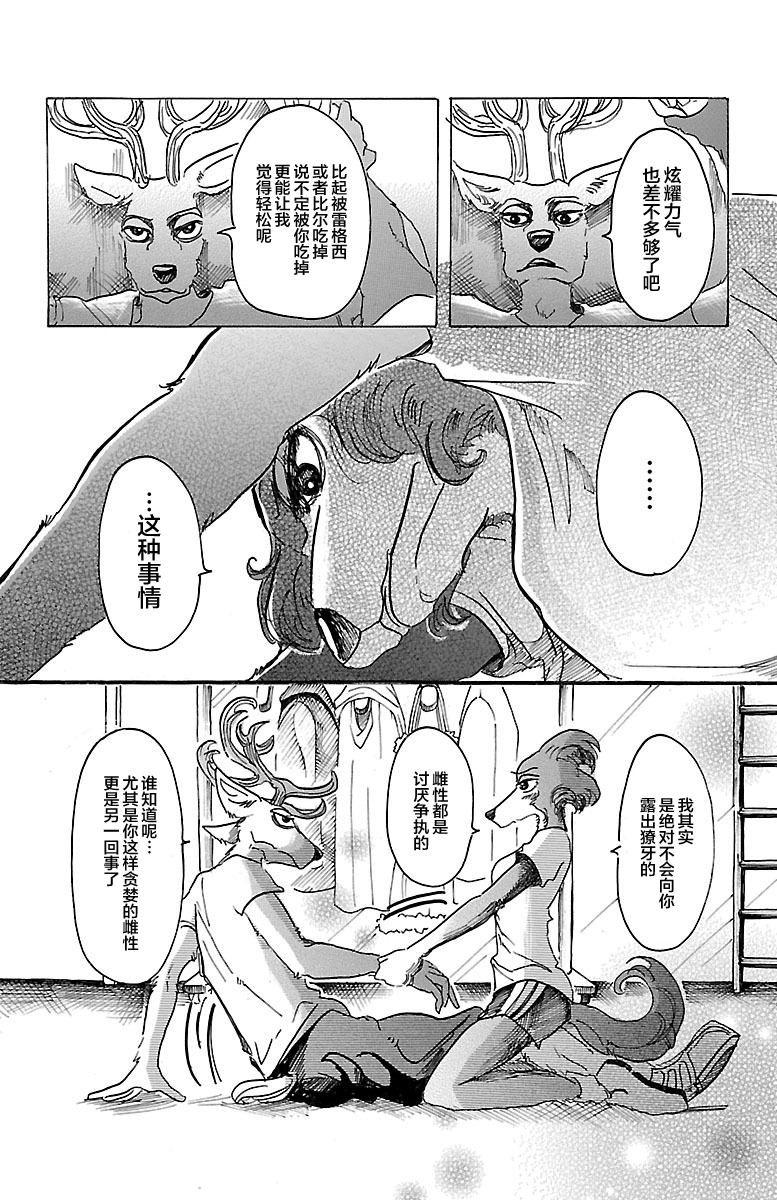 炫耀力气
也差不多够了吧
比起被雷格西
或者比尔吃掉
说不定被你吃掉
更能让我
觉得轻松呢
……
…这种事情
我其实
是绝对不会向你
露出獠牙的
雌性都是
讨厌争执的
谁知道呢…
尤其是你这样贪婪的雌性
更是另一回事了